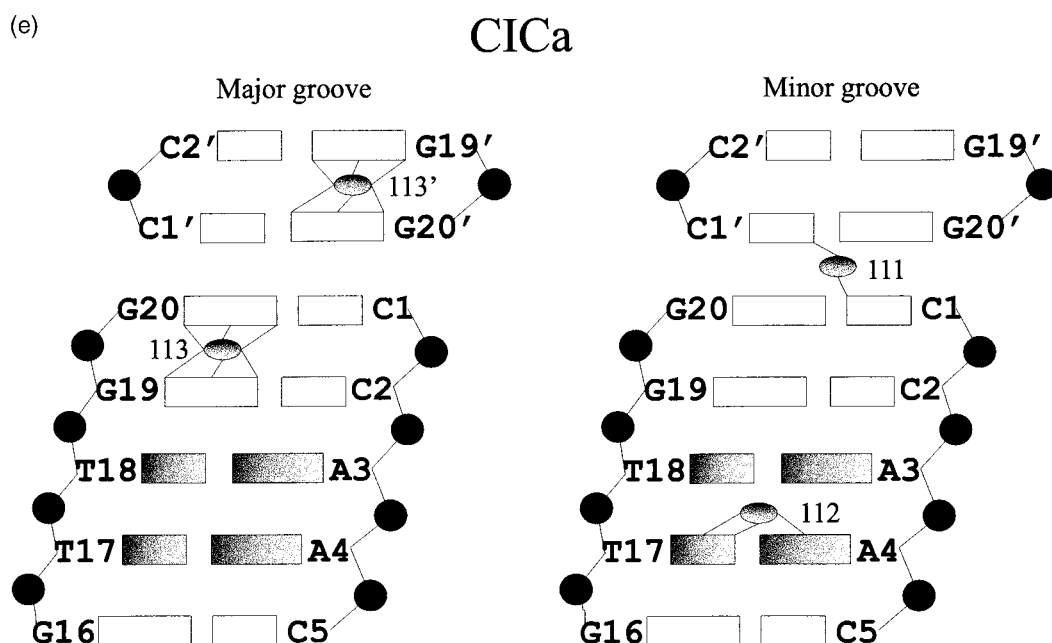 (e)
CICa
Major groove
Minor groove
C2' G19'
113'
C1' G20'
G20 C1
113
G19 C2
T18 A3
T17 A4
G16 C5
C2' G19'
C1' G20'
111
G20 C1
G19 C2
T18 A3
112
T17 A4
G16 C5